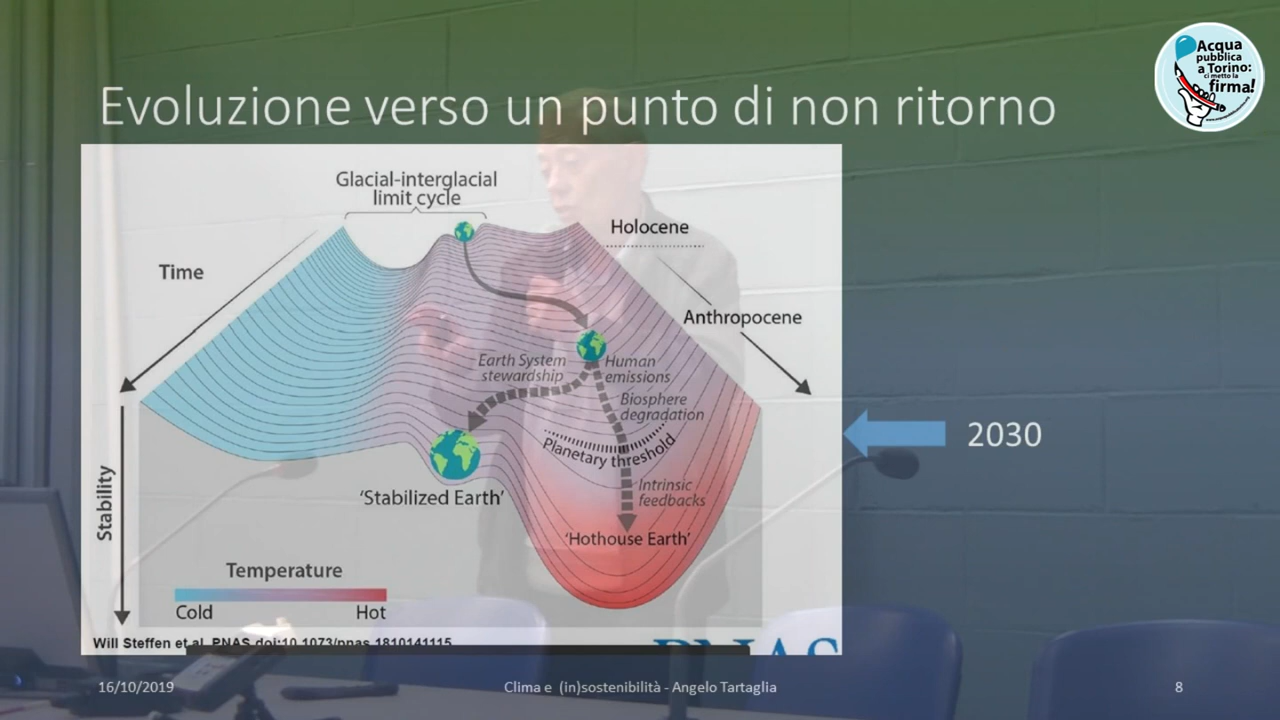 Evoluzione verso un punto di non ritorno
Acqua
pubblica
a Torino:
ci metto la
firma!
Glacial-interglacial
limit cycle
Holocene
Time
Anthropocene
Earth System
stewardship
Human
emissions
Biosphere
degradation
Planetary threshold
2030
Stability
'Stabilized Earth'
Intrinsic
feedbacks
'Hothouse Earth'
Temperature
Cold
Hot
Will Steffen et al. PNAS doi:10.1073/pnas.1810141115
PNAS
16/10/2019
Clima e (in)sostenibilità - Angelo Tartaglia
8